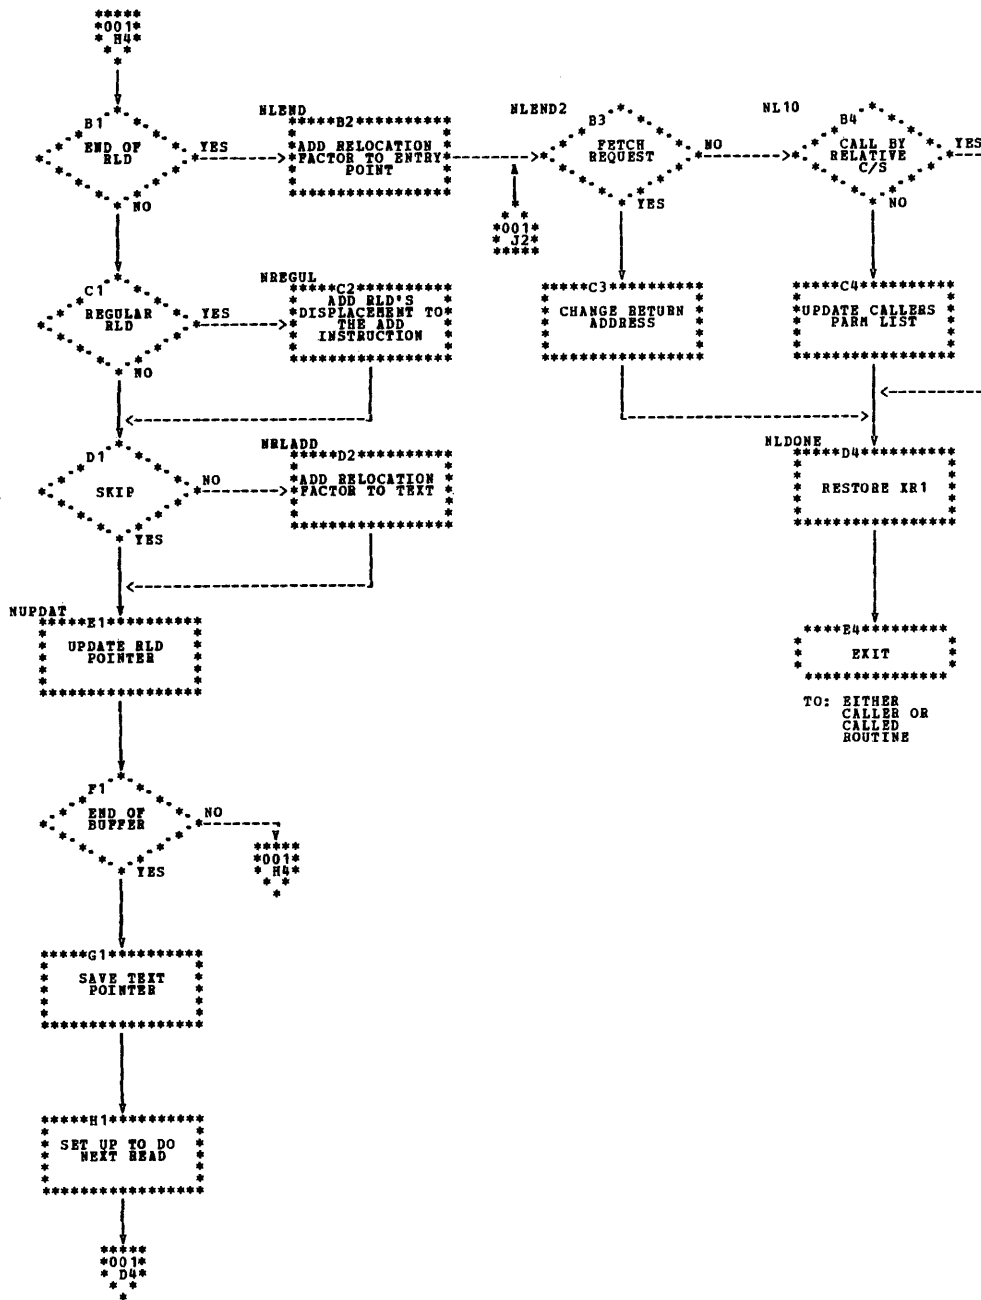 001
H4
B1
END OF
RLD
YES
NO
NLEND
B2
ADD RELOCATION
FACTOR TO ENTRY
POINT
NLEND2
B3
FETCH
REQUEST
NO
YES
001
J2
NL10
B4
CALL BY
RELATIVE
C/S
YES
NO
C1
REGULAR
RLD
YES
NO
NREGUL
C2
ADD RLD'S
DISPLACEMENT TO
THE ADD
INSTRUCTION
C3
CHANGE RETURN
ADDRESS
C4
UPDATE CALLERS
PARM LIST
D1
SKIP
NO
YES
NRLADD
D2
ADD RELOCATION
FACTOR TO TEXT
NLDONE
D4
RESTORE XR1
NUPDAT
E1
UPDATE RLD
POINTER
E4
EXIT
TO: EITHER
CALLER OR
CALLED
ROUTINE
F1
END OF
BUFFER
NO
YES
001
H4
G1
SAVE TEXT
POINTER
H1
SET UP TO DO
NEXT READ
001
D4